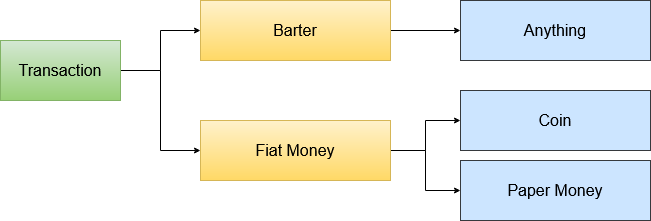 Transaction
Barter
Anything
Fiat Money
Coin
Paper Money